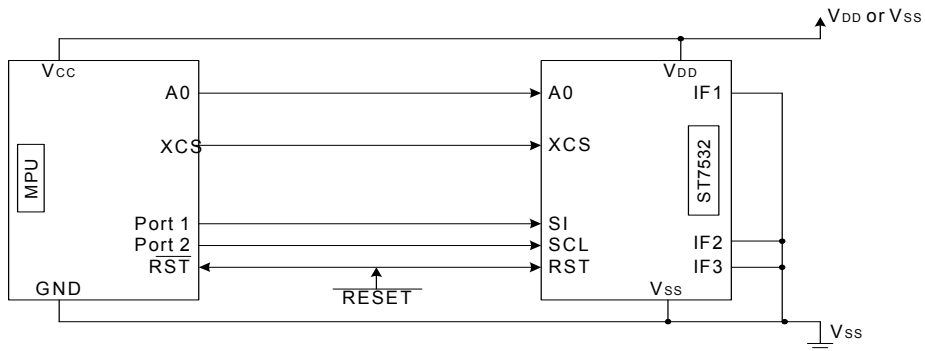 VDD or VSS
VCC
VDD
A0
A0
IF1
XCS
XCS
MPU
ST7532
Port 1
SI
Port 2
SCL
IF2
RST
RST
IF3
GND
RESET
VSS
VSS